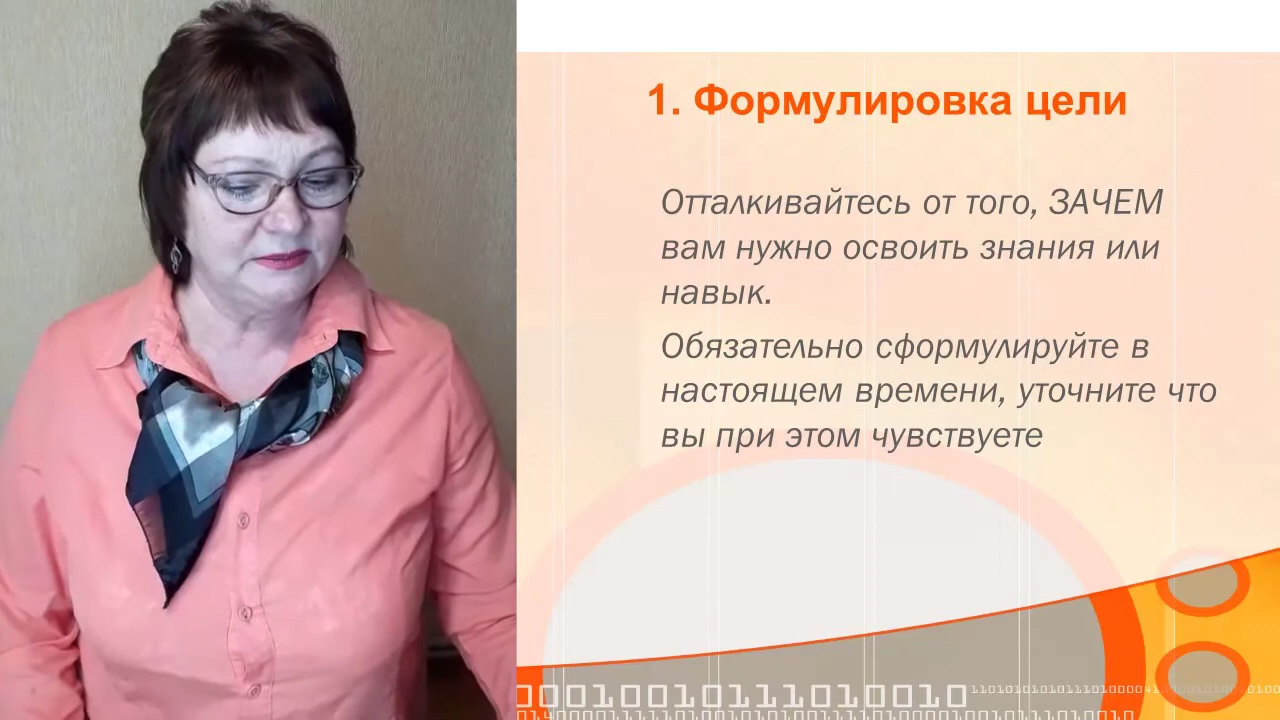 1. Формулировка цели
Отталкивайтесь от того, ЗАЧЕМ
вам нужно освоить знания или
навык.
Обязательно сформулируйте в
настоящем времени, уточните что
вы при этом чувствуете
00010010111010010